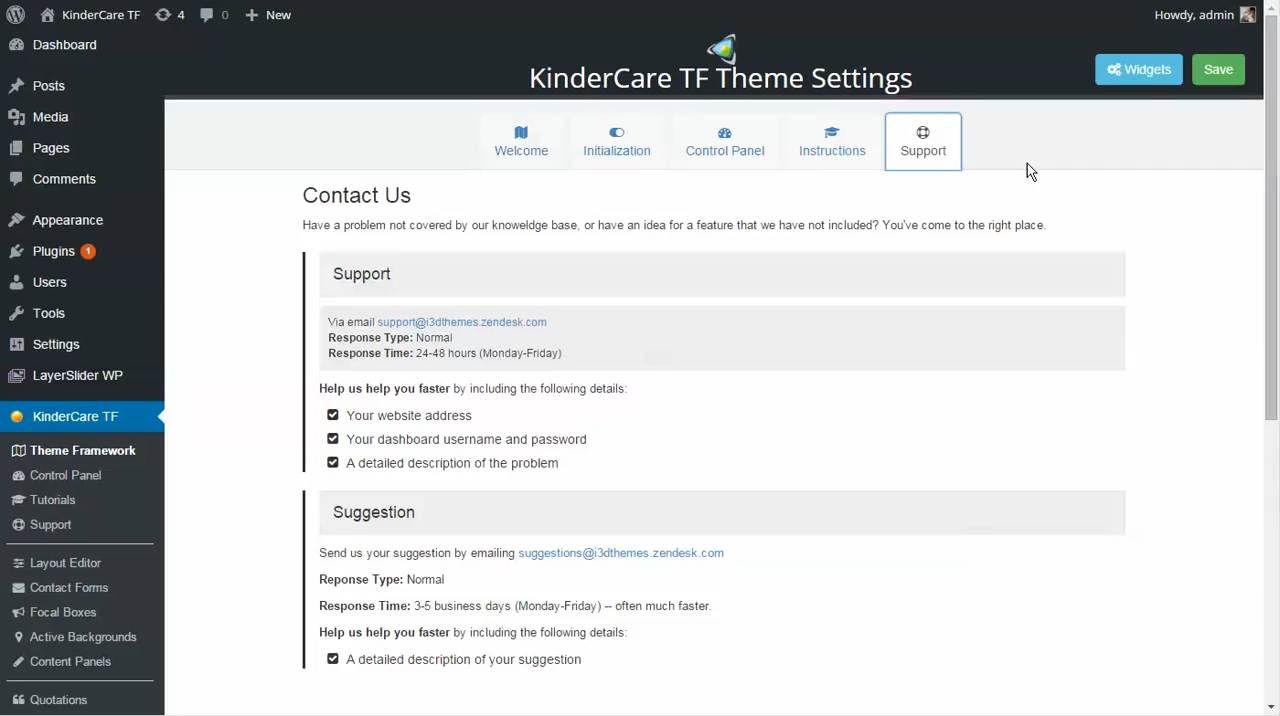 KinderCare TF
4
0
New
Howdy, admin
Dashboard
Posts
Media
Pages
Comments
Appearance
Plugins 1
Users
Tools
Settings
LayerSlider WP
KinderCare TF
Theme Framework
Control Panel
Tutorials
Support
Layout Editor
Contact Forms
Focal Boxes
Active Backgrounds
Content Panels
Quotations
KinderCare TF Theme Settings
Widgets
Save
Welcome
Initialization
Control Panel
Instructions
Support
Contact Us
Have a problem not covered by our knoweldge base, or have an idea for a feature that we have not included? You've come to the right place.
Support
Via email support@i3dthemes.zendesk.com
Response Type: Normal
Response Time: 24-48 hours (Monday-Friday)
Help us help you faster by including the following details:
Your website address
Your dashboard username and password
A detailed description of the problem
Suggestion
Send us your suggestion by emailing suggestions@i3dthemes.zendesk.com
Reponse Type: Normal
Response Time: 3-5 business days (Monday-Friday) -- often much faster.
Help us help you faster by including the following details:
A detailed description of your suggestion